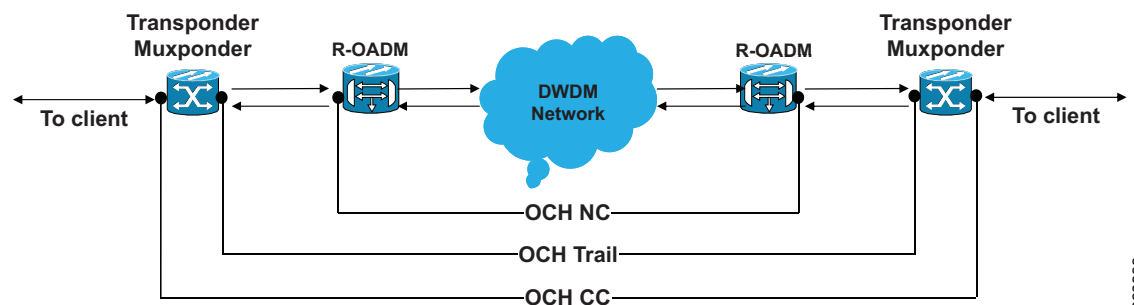 Transponder
Muxponder
R-OADM
R-OADM
Transponder
Muxponder
DWDM
Network
To client
To client
OCH NC
OCH Trail
OCH CC